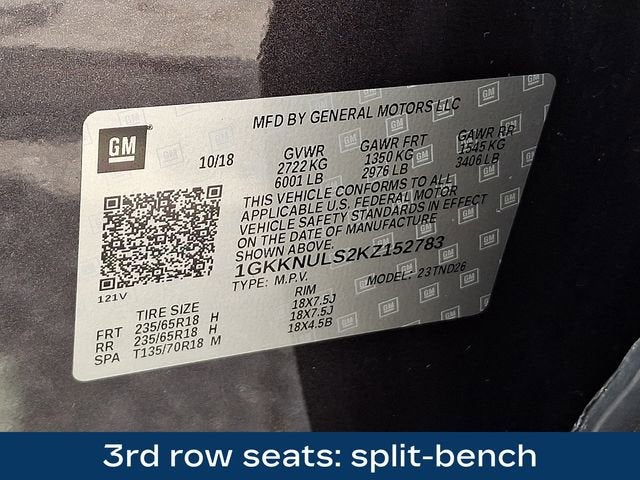 MFD BY GENERAL MOTORS LLC
GM
10/18
GVWR GAWR FRT GAWR RR
2722 KG 1350 KG 1545 KG
6001 LB 2976 LB 3406 LB
THIS VEHICLE CONFORMS TO ALL
APPLICABLE U.S. FEDERAL MOTOR
VEHICLE SAFETY STANDARDS IN EFFECT
ON THE DATE OF MANUFACTURE
SHOWN ABOVE.
1GKKNULS2KZ152783
TYPE: M.P.V. MODEL: 23TND26
121V
TIRE SIZE RIM
FRT 235/65R18 H 18X7.5J
RR 235/65R18 H 18X7.5J
SPA T135/70R18 M 18X4.5B
3rd row seats: split-bench